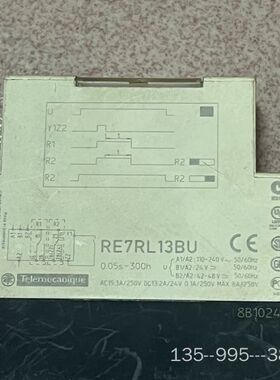 U
Y1Z2
R1
R2 R2
R2 R2
RE7RL13BU
0.05s-300h
CE
A1/A2:110-240V 50/60Hz
U B1/A2:24V 50/60Hz
B2/A2:42-48V 50/60Hz
Telemecanique
AC15:3A/250V DC13:2A/24V 0.1A/250V MAX 8A/250V
8B1024
135--995---3